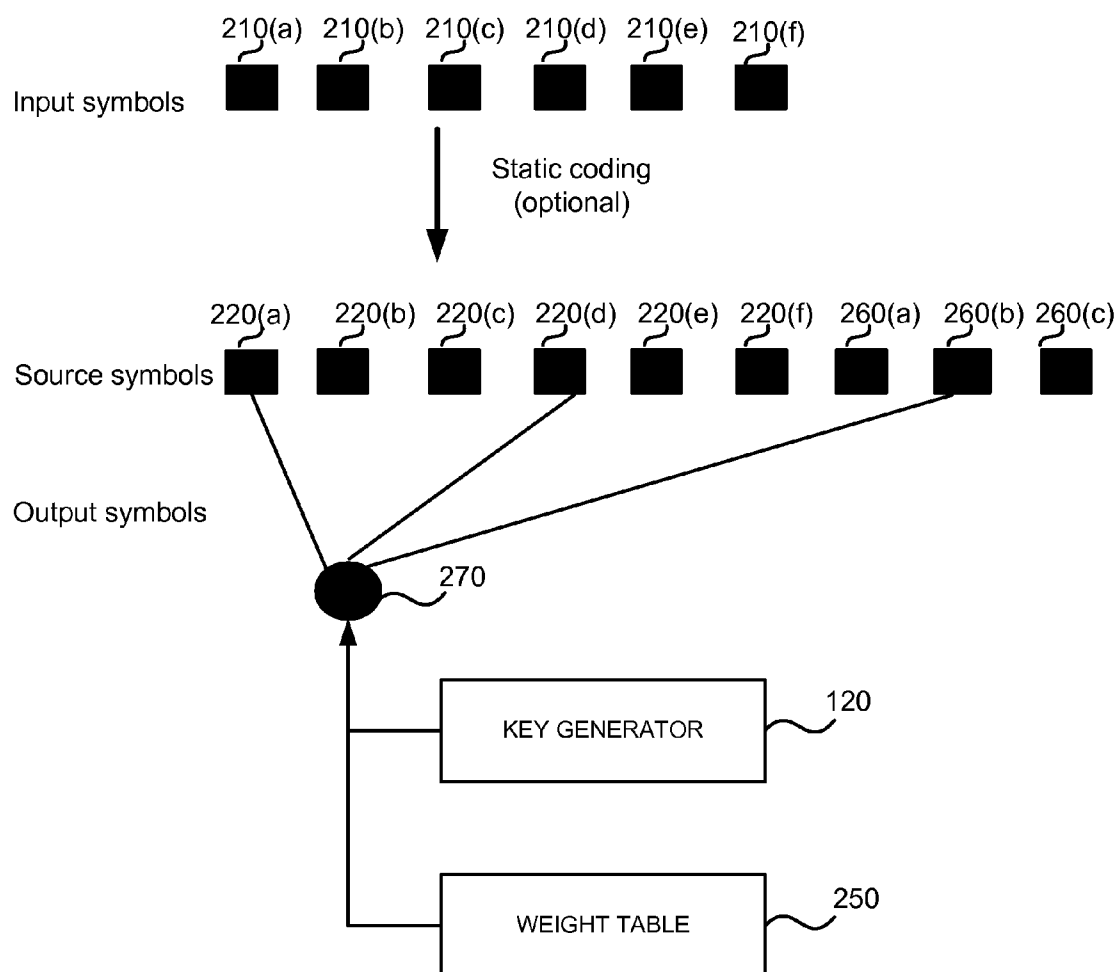 210(a) 210(b) 210(c) 210(d) 210(e) 210(f)
Input symbols
Static coding
(optional)
220(a) 220(b) 220(c) 220(d) 220(e) 220(f) 260(a) 260(b) 260(c)
Source symbols
Output symbols
270
KEY GENERATOR
120
WEIGHT TABLE
250